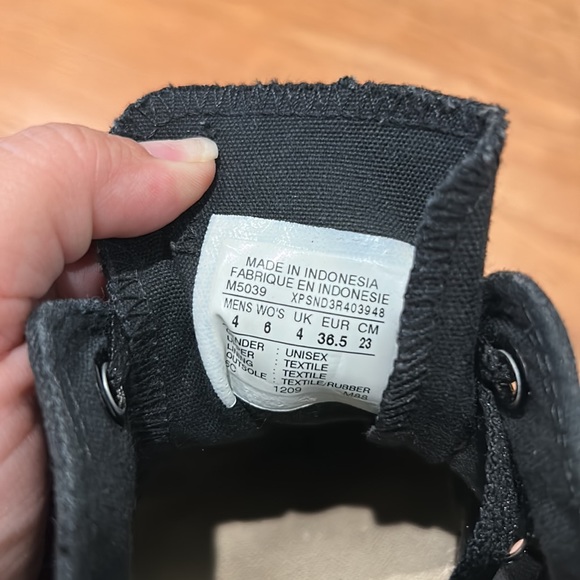 MADE IN INDONESIA
FABRIQUE EN INDONESIE
M5039 XPSND3R403948
MENS WO'S UK EUR CM
4 6 4 36.5 23
: UNISEX
: TEXTILE
: TEXTILE
OUTSOLE : TEXTILE/RUBBER
1209